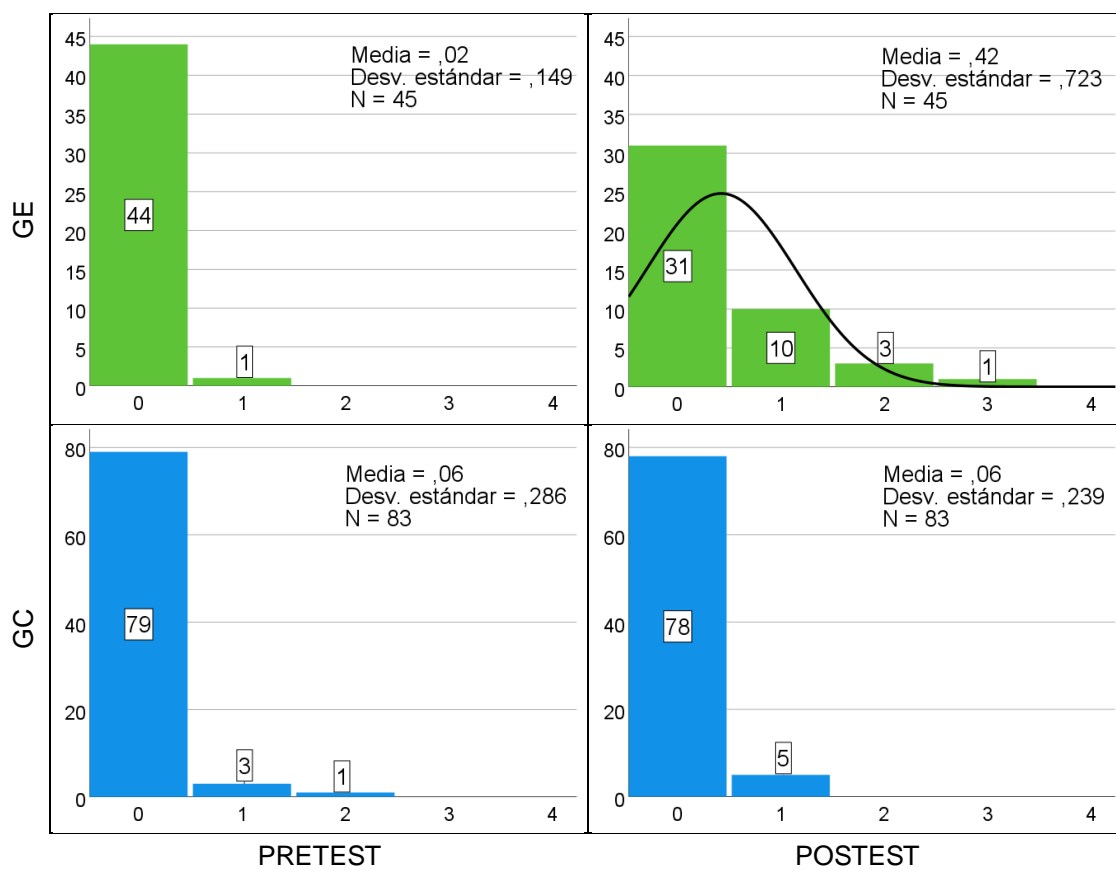 GE
45
40
35
30
25
20
15
10
5
0
44
1
Media = ,02
Desv. estándar = ,149
N = 45
0 1 2 3 4
45
40
35
30
25
20
15
10
5
0
31
10
3
1
Media = ,42
Desv. estándar = ,723
N = 45
0 1 2 3 4
GC
80
60
40
20
0
79
3
1
Media = ,06
Desv. estándar = ,286
N = 83
0 1 2 3 4
80
60
40
20
0
78
5
Media = ,06
Desv. estándar = ,239
N = 83
0 1 2 3 4
PRETEST
POSTEST